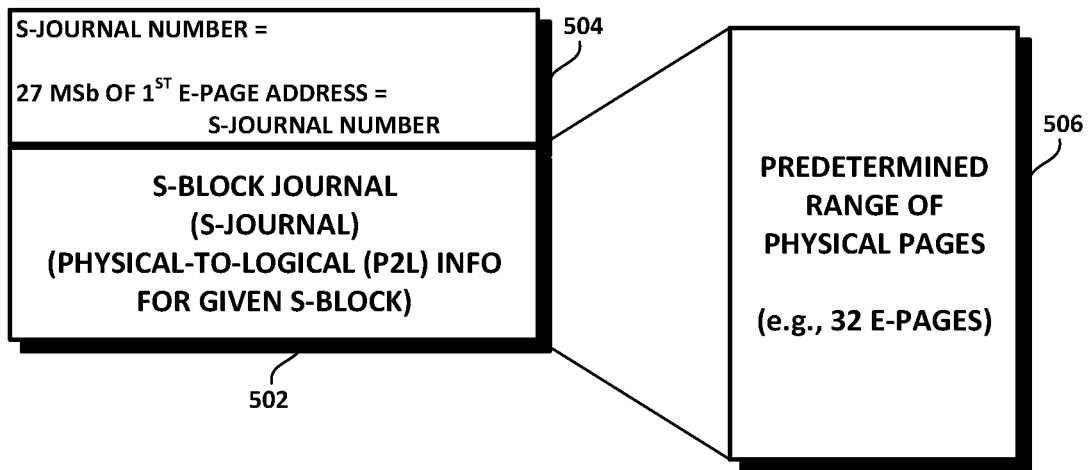 S-JOURNAL NUMBER =
27 MSb OF 1ST E-PAGE ADDRESS =
S-JOURNAL NUMBER
504
S-BLOCK JOURNAL
(S-JOURNAL)
(PHYSICAL-TO-LOGICAL (P2L) INFO
FOR GIVEN S-BLOCK)
502
PREDETERMINED
RANGE OF
PHYSICAL PAGES
(e.g., 32 E-PAGES)
506